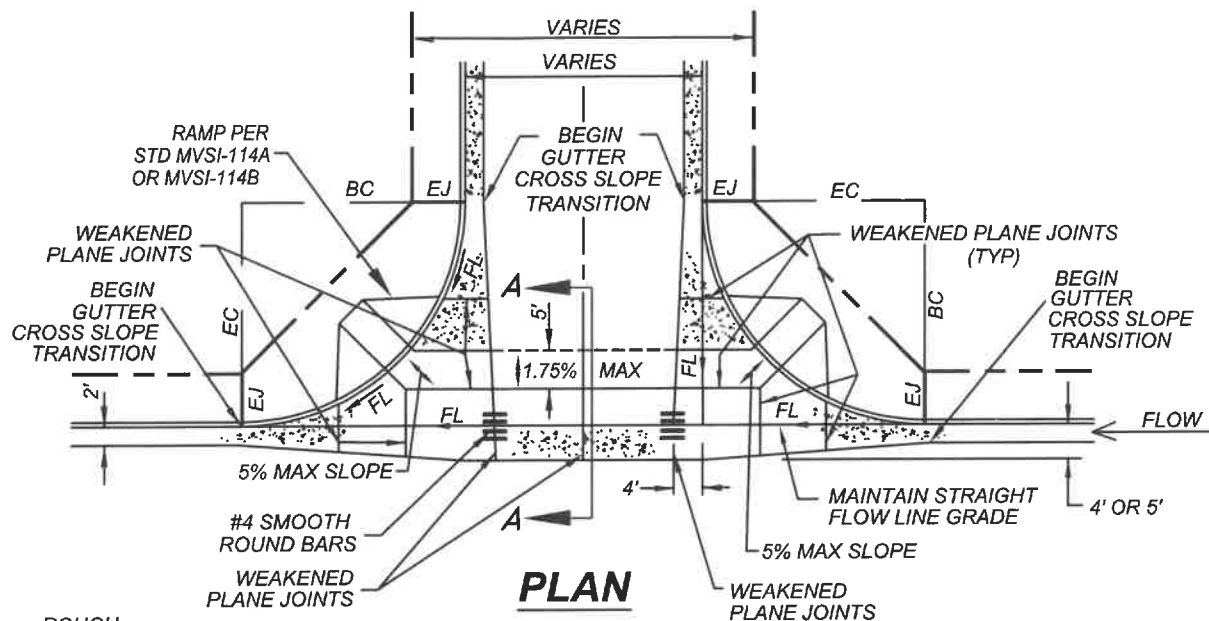 VARIES
VARIES
RAMP PER
STD MVSI-114A
OR MVSI-114B
BEGIN
GUTTER
CROSS SLOPE
TRANSITION
BC
EJ
EJ
EC
WEAKENED
PLANE JOINTS
WEAKENED PLANE JOINTS
(TYP)
BEGIN
GUTTER
CROSS SLOPE
TRANSITION
EC
FL
A
5'
BC
BEGIN
GUTTER
CROSS SLOPE
TRANSITION
1.75%
MAX
FL
2'
EJ
FL
FL
FL
EJ
FLOW
5% MAX SLOPE
4'
MAINTAIN STRAIGHT
FLOW LINE GRADE
4' OR 5'
#4 SMOOTH
ROUND BARS
A
5% MAX SLOPE
WEAKENED
PLANE JOINTS
PLAN
WEAKENED
PLANE JOINTS